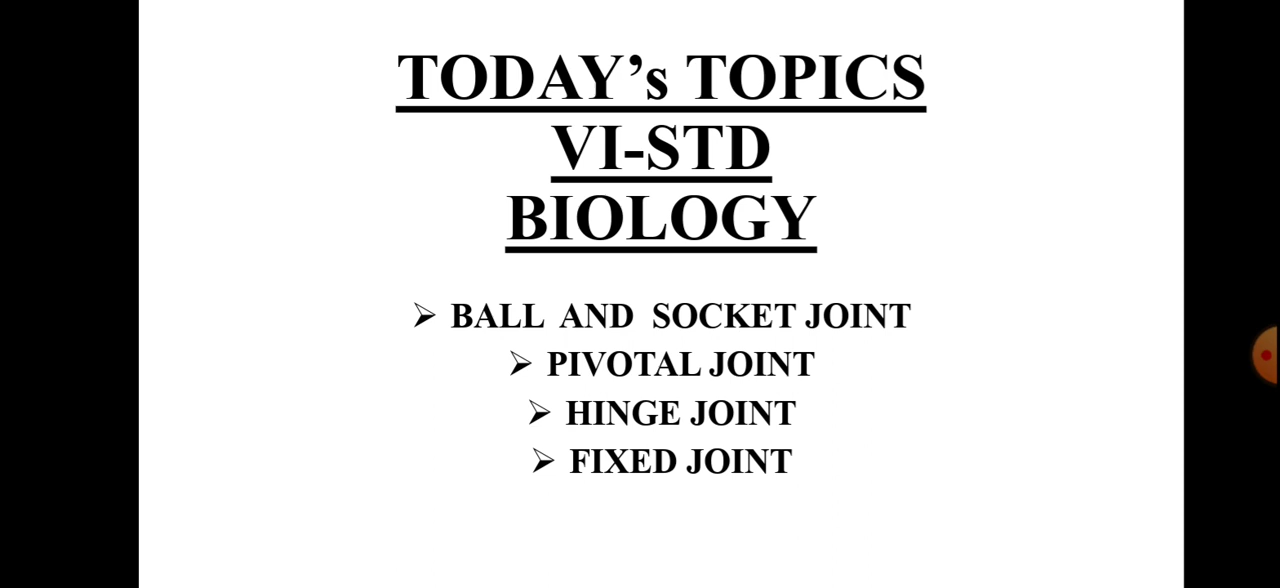 TODAY’s TOPICS
VI-STD
BIOLOGY
➢ BALL AND SOCKET JOINT
➢ PIVOTAL JOINT
➢ HINGE JOINT
➢ FIXED JOINT